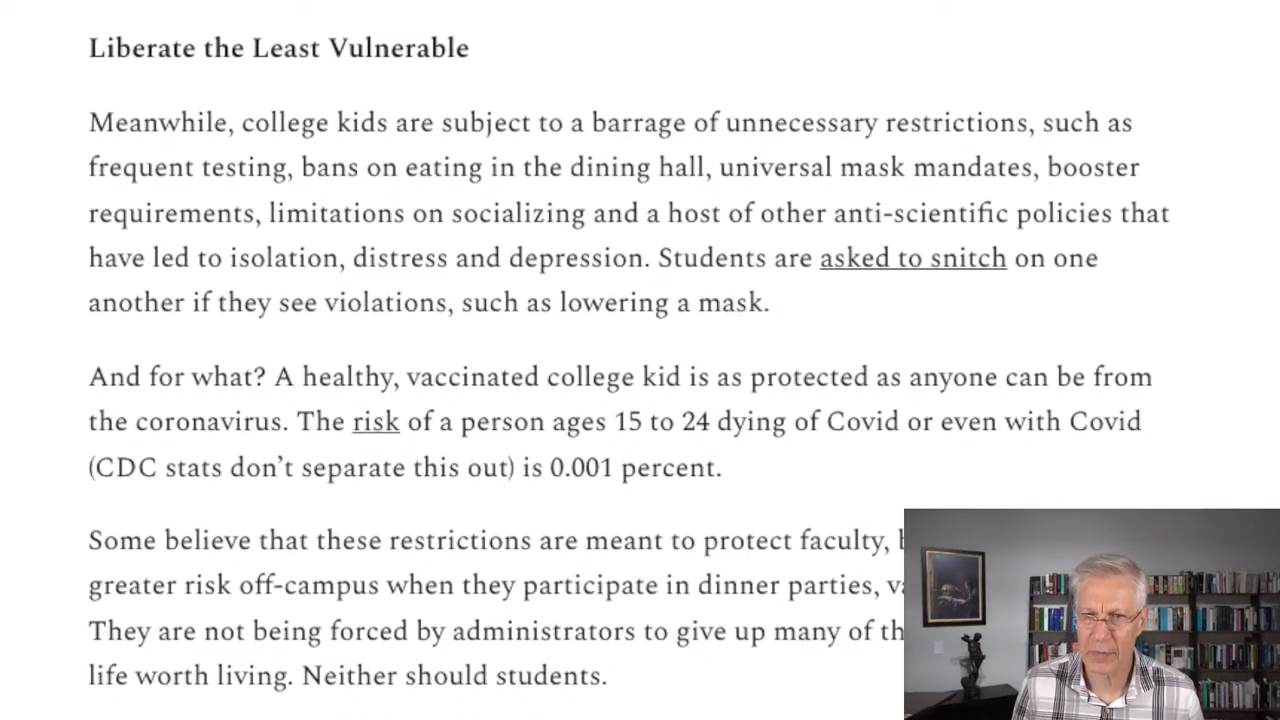 Liberate the Least Vulnerable
Meanwhile, college kids are subject to a barrage of unnecessary restrictions, such as
frequent testing, bans on eating in the dining hall, universal mask mandates, booster
requirements, limitations on socializing and a host of other anti-scientific policies that
have led to isolation, distress and depression. Students are asked to snitch on one
another if they see violations, such as lowering a mask.
And for what? A healthy, vaccinated college kid is as protected as anyone can be from
the coronavirus. The risk of a person ages 15 to 24 dying of Covid or even with Covid
(CDC stats don’t separate this out) is 0.001 percent.
Some believe that these restrictions are meant to protect faculty,
greater risk off-campus when they participate in dinner parties,
They are not being forced by administrators to give up many of
life worth living. Neither should students.